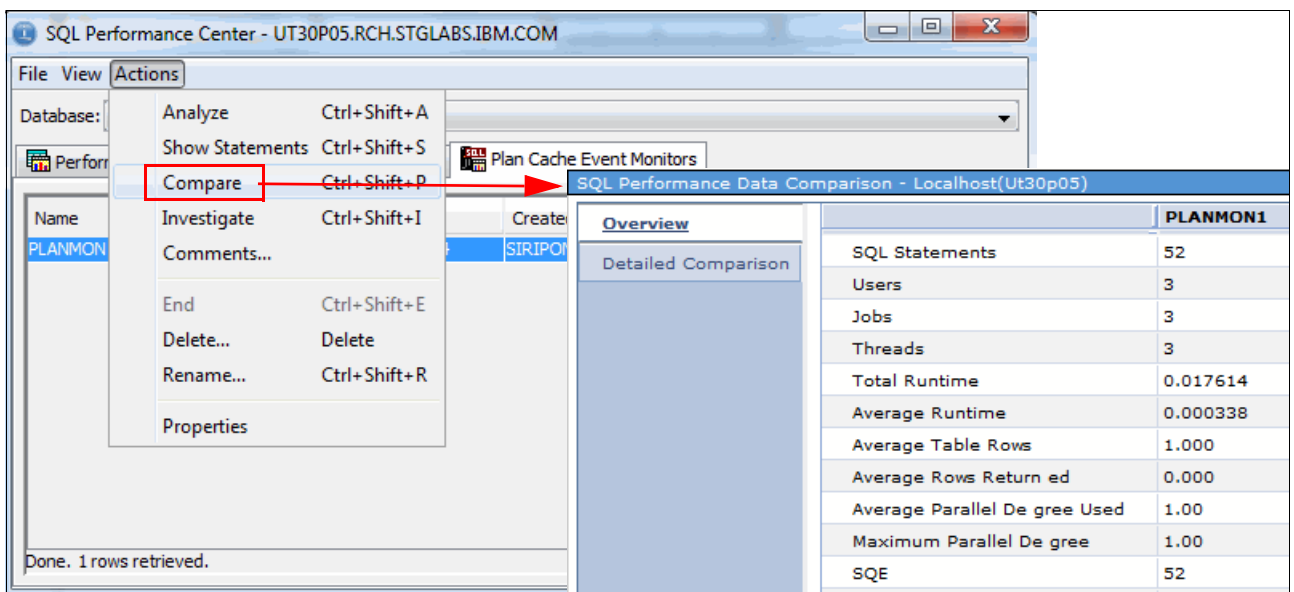 SQL Performance Center - UT30P05.RCH.STGLABS.IBM.COM
File View Actions
Database:
Analyze Ctrl+Shift+A
Show Statements Ctrl+Shift+S
Compare Ctrl+Shift+P
Investigate Ctrl+Shift+I
Comments...
End Ctrl+Shift+E
Delete... Delete
Rename... Ctrl+Shift+R
Properties
Plan Cache Event Monitors
Name
PLANMON
Done. 1 rows retrieved.
SQL Performance Data Comparison - Localhost(Ut30p05)
Overview
Detailed Comparison
PLANMON1
SQL Statements 52
Users 3
Jobs 3
Threads 3
Total Runtime 0.017614
Average Runtime 0.000338
Average Table Rows 1.000
Average Rows Return ed 0.000
Average Parallel De gree Used 1.00
Maximum Parallel De gree 1.00
SQE 52